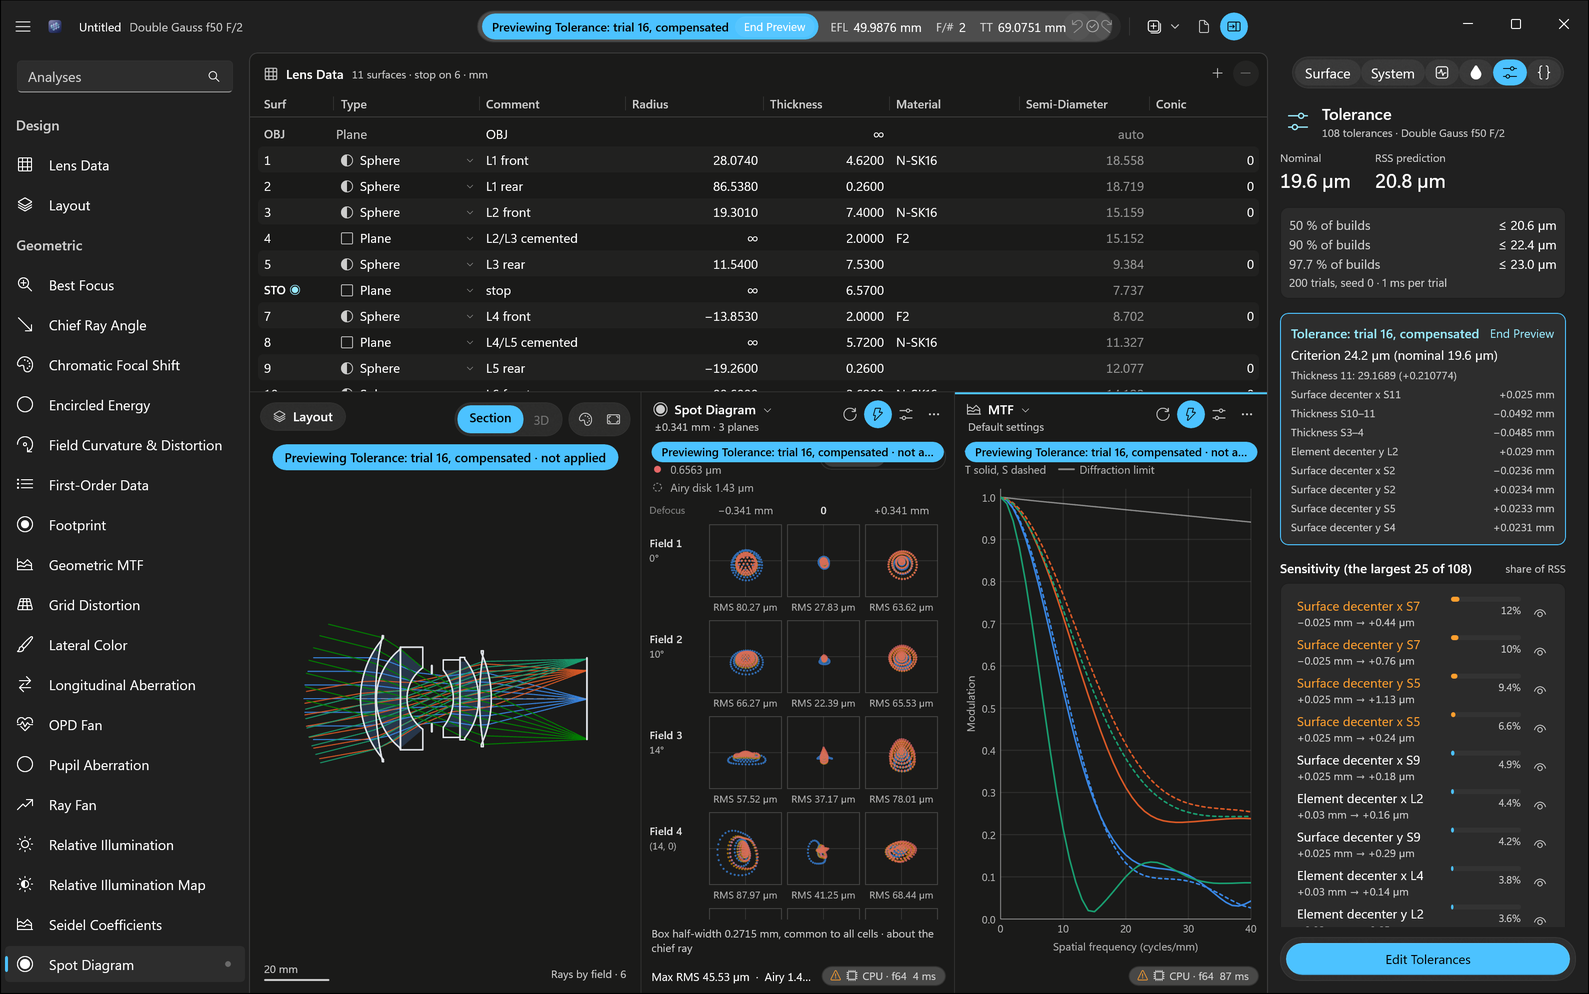 Untitled Double Gauss f50 F/2
Previewing Tolerance: trial 16, compensated End Preview EFL 49.9876 mm F/# 2 TT 69.0751 mm
Analyses
Design
Lens Data
Layout
Geometric
Best Focus
Chief Ray Angle
Chromatic Focal Shift
Encircled Energy
Field Curvature & Distortion
First-Order Data
Footprint
Geometric MTF
Grid Distortion
Lateral Color
Longitudinal Aberration
OPD Fan
Pupil Aberration
Ray Fan
Relative Illumination
Relative Illumination Map
Seidel Coefficients
Spot Diagram
Lens Data 11 surfaces · stop on 6 · mm
Surf Type Comment Radius Thickness Material Semi-Diameter Conic
OBJ Plane OBJ ∞ auto
1 Sphere L1 front 28.0740 4.6200 N-SK16 18.558 0
2 Sphere L1 rear 86.5380 0.2600 18.719 0
3 Sphere L2 front 19.3010 7.4000 N-SK16 15.159 0
4 Plane L2/L3 cemented ∞ 2.0000 F2 15.152
5 Sphere L3 rear 11.5400 7.5300 9.384 0
STO Plane stop ∞ 6.5700 7.737
7 Sphere L4 front −13.8530 2.0000 F2 8.702 0
8 Plane L4/L5 cemented ∞ 5.7200 N-SK16 11.327
9 Sphere L5 rear −19.2600 0.2600 12.077 0
Layout Section 3D
Previewing Tolerance: trial 16, compensated · not applied
20 mm Rays by field · 6
Spot Diagram
±0.341 mm · 3 planes
Previewing Tolerance: trial 16, compensated · not a...
0.6563 µm
Airy disk 1.43 µm
Defocus −0.341 mm 0 +0.341 mm
Field 1
0°
RMS 80.27 µm RMS 27.83 µm RMS 63.62 µm
Field 2
10°
RMS 66.27 µm RMS 22.39 µm RMS 65.53 µm
Field 3
14°
RMS 57.52 µm RMS 37.17 µm RMS 78.01 µm
Field 4
(14, 0)
RMS 87.97 µm RMS 41.25 µm RMS 68.44 µm
Box half-width 0.2715 mm, common to all cells · about the
chief ray
Max RMS 45.53 µm · Airy 1.4... CPU · f64 4 ms
MTF
Default settings
Previewing Tolerance: trial 16, compensated · not a...
T solid, S dashed Diffraction limit
1.0
0.9
0.8
0.7
0.6
0.5
0.4
0.3
0.2
0.1
0.0
Modulation
0 10 20 30 40
Spatial frequency (cycles/mm)
CPU · f64 87 ms
Surface System
Tolerance
108 tolerances · Double Gauss f50 F/2
Nominal RSS prediction
19.6 µm 20.8 µm
50 % of builds ≤ 20.6 µm
90 % of builds ≤ 22.4 µm
97.7 % of builds ≤ 23.0 µm
200 trials, seed 0 · 1 ms per trial
Tolerance: trial 16, compensated End Preview
Criterion 24.2 µm (nominal 19.6 µm)
Thickness 11: 29.1689 (+0.210774)
Surface decenter x S11 +0.025 mm
Thickness S10–11 −0.0492 mm
Thickness S3–4 −0.0485 mm
Element decenter y L2 +0.029 mm
Surface decenter x S2 −0.0236 mm
Surface decenter y S2 +0.0234 mm
Surface decenter y S5 +0.0233 mm
Surface decenter y S4 +0.0231 mm
Sensitivity (the largest 25 of 108) share of RSS
Surface decenter x S7 12%
−0.025 mm → +0.44 µm
Surface decenter y S7 10%
−0.025 mm → +0.76 µm
Surface decenter y S5 9.4%
+0.025 mm → +1.13 µm
Surface decenter x S5 6.6%
+0.025 mm → +0.24 µm
Surface decenter x S9 4.9%
+0.025 mm → +0.18 µm
Element decenter x L2 4.4%
+0.03 mm → +0.16 µm
Surface decenter y S9 4.2%
+0.025 mm → +0.29 µm
Element decenter x L4 3.8%
+0.03 mm → +0.14 µm
Element decenter y L2 3.6%
Edit Tolerances